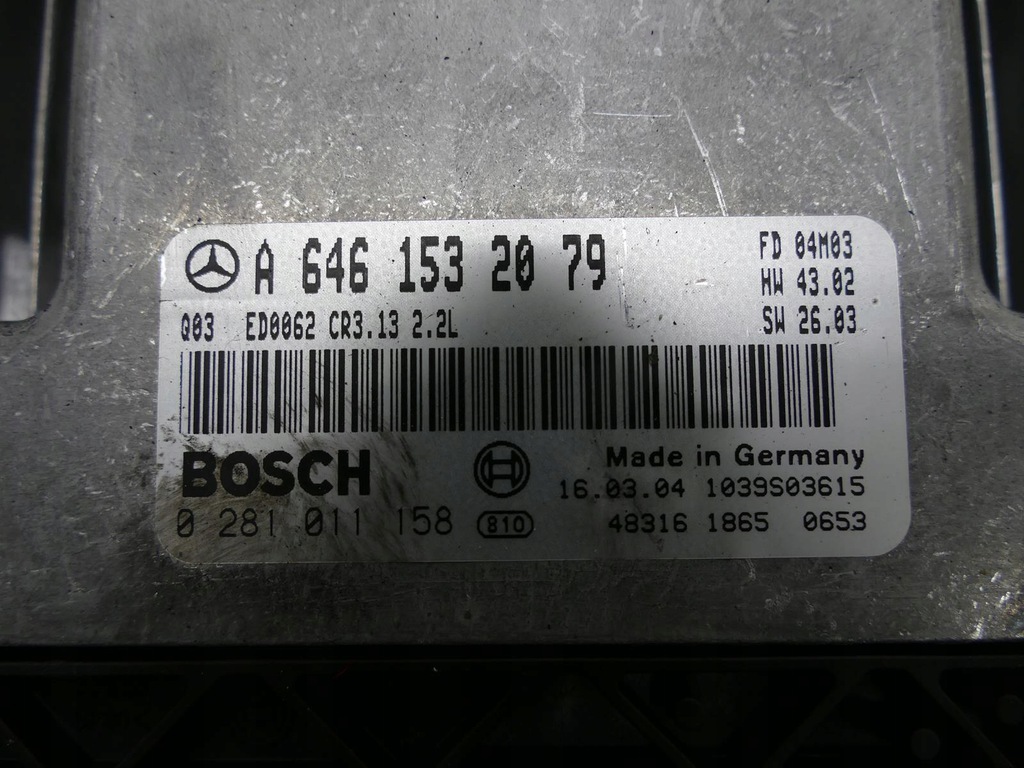 A 646 153 20 79
FD 04M03
HW 43.02
SW 26.03
Q03 ED0062 CR3.13 2.2L
BOSCH
Made in Germany
16.03.04 1039S03615
0 281 011 158
810
48316 1865 0653